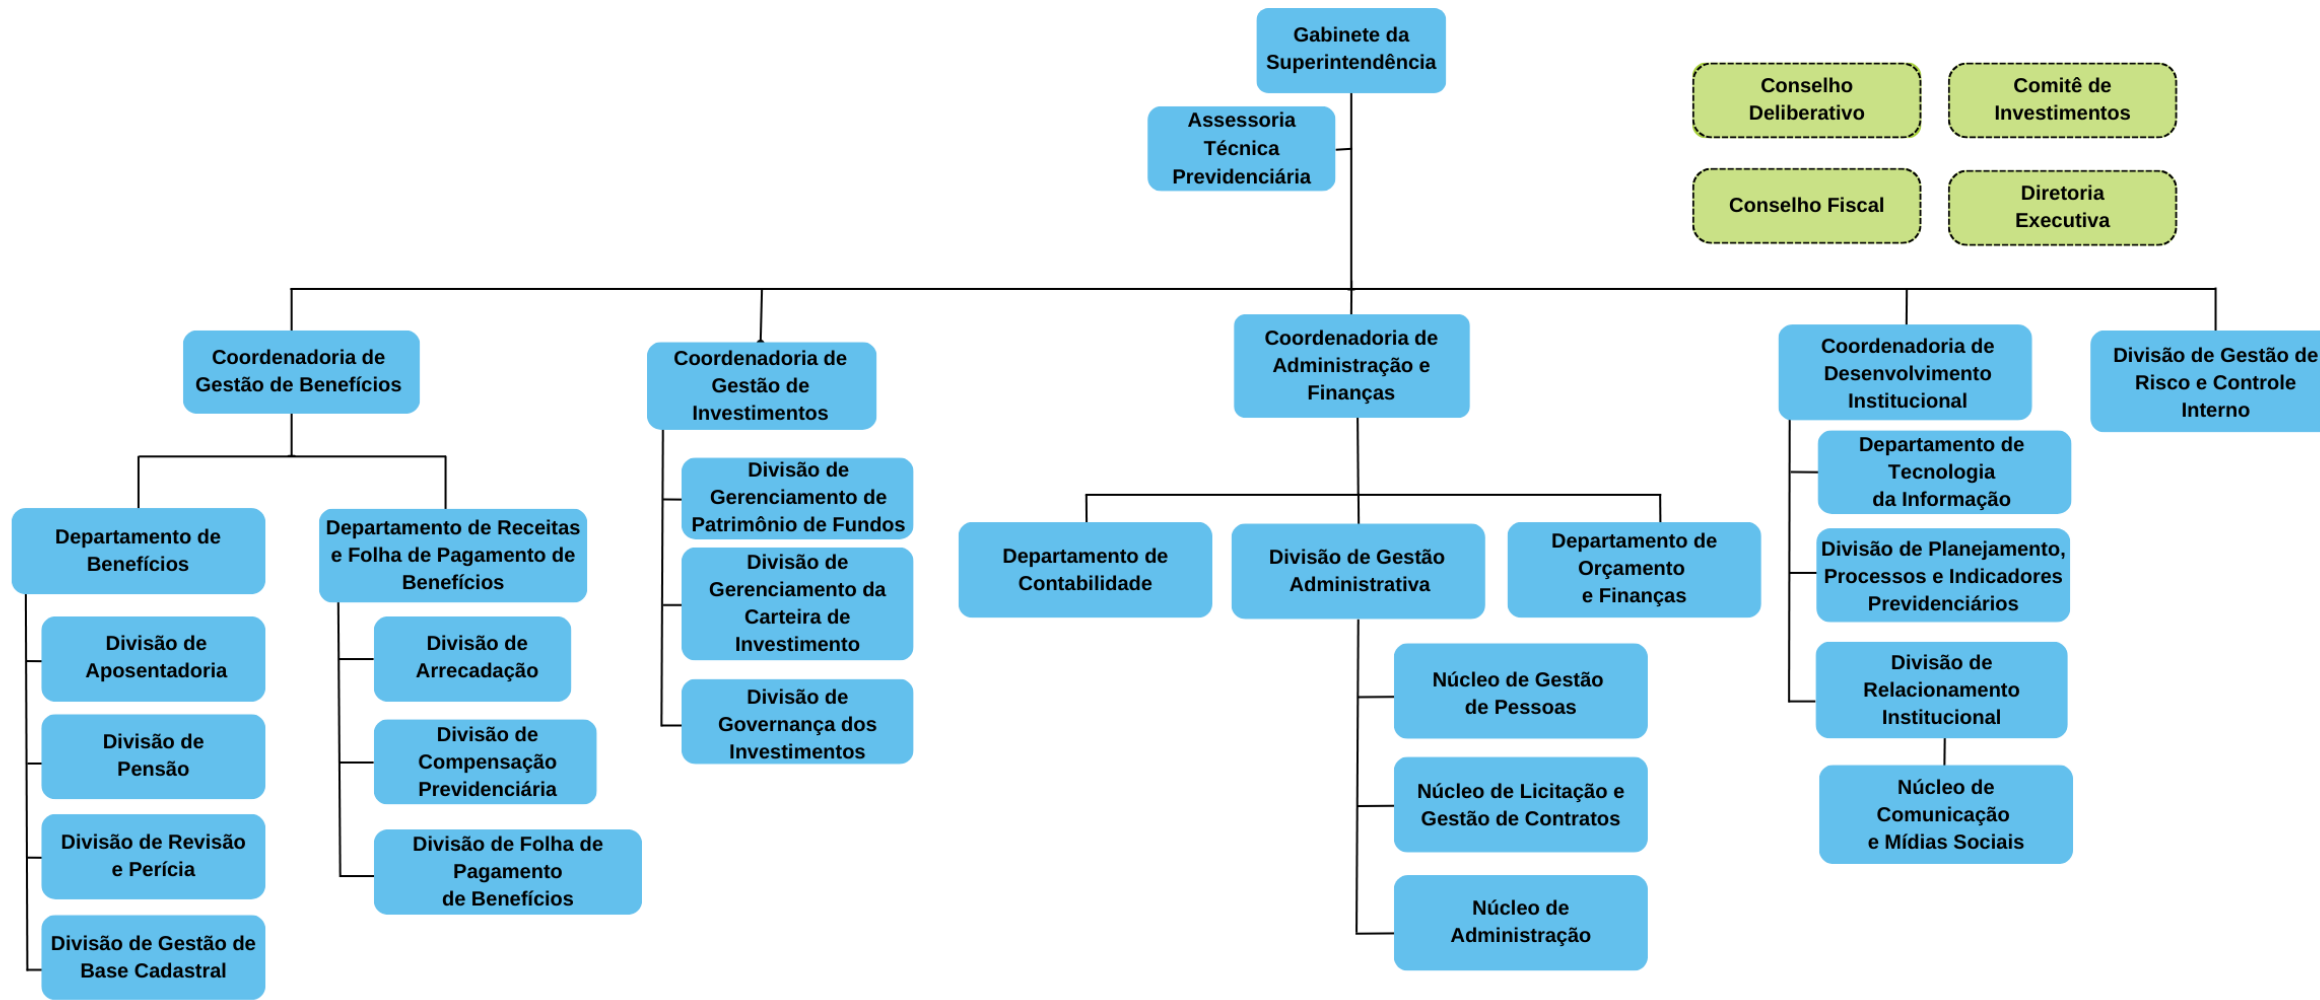 Gabinete da
Superintendência
Assessoria
Técnica
Previdenciária
Conselho
Deliberativo
Comitê de
Investimentos
Conselho Fiscal
Diretoria
Executiva
Coordenadoria de
Gestão de Benefícios
Coordenadoria de
Gestão de
Investimentos
Coordenadoria de
Administração e
Finanças
Coordenadoria de
Desenvolvimento
Institucional
Divisão de Gestão de
Risco e Controle
Interno
Departamento de
Benefícios
Divisão de
Aposentadoria
Divisão de
Pensão
Divisão de Revisão
e Perícia
Divisão de Gestão de
Base Cadastral
Departamento de Receitas
e Folha de Pagamento de
Benefícios
Divisão de
Arrecadação
Divisão de
Compensação
Previdenciária
Divisão de Folha de
Pagamento
de Benefícios
Divisão de
Gerenciamento de
Patrimônio de Fundos
Divisão de
Gerenciamento da
Carteira de
Investimento
Divisão de
Governança dos
Investimentos
Departamento de
Contabilidade
Divisão de Gestão
Administrativa
Departamento de
Orçamento
e Finanças
Núcleo de Gestão
de Pessoas
Núcleo de Licitação e
Gestão de Contratos
Núcleo de
Administração
Departamento de
Tecnologia
da Informação
Divisão de Planejamento,
Processos e Indicadores
Previdenciários
Divisão de
Relacionamento
Institucional
Núcleo de
Comunicação
e Mídias Sociais